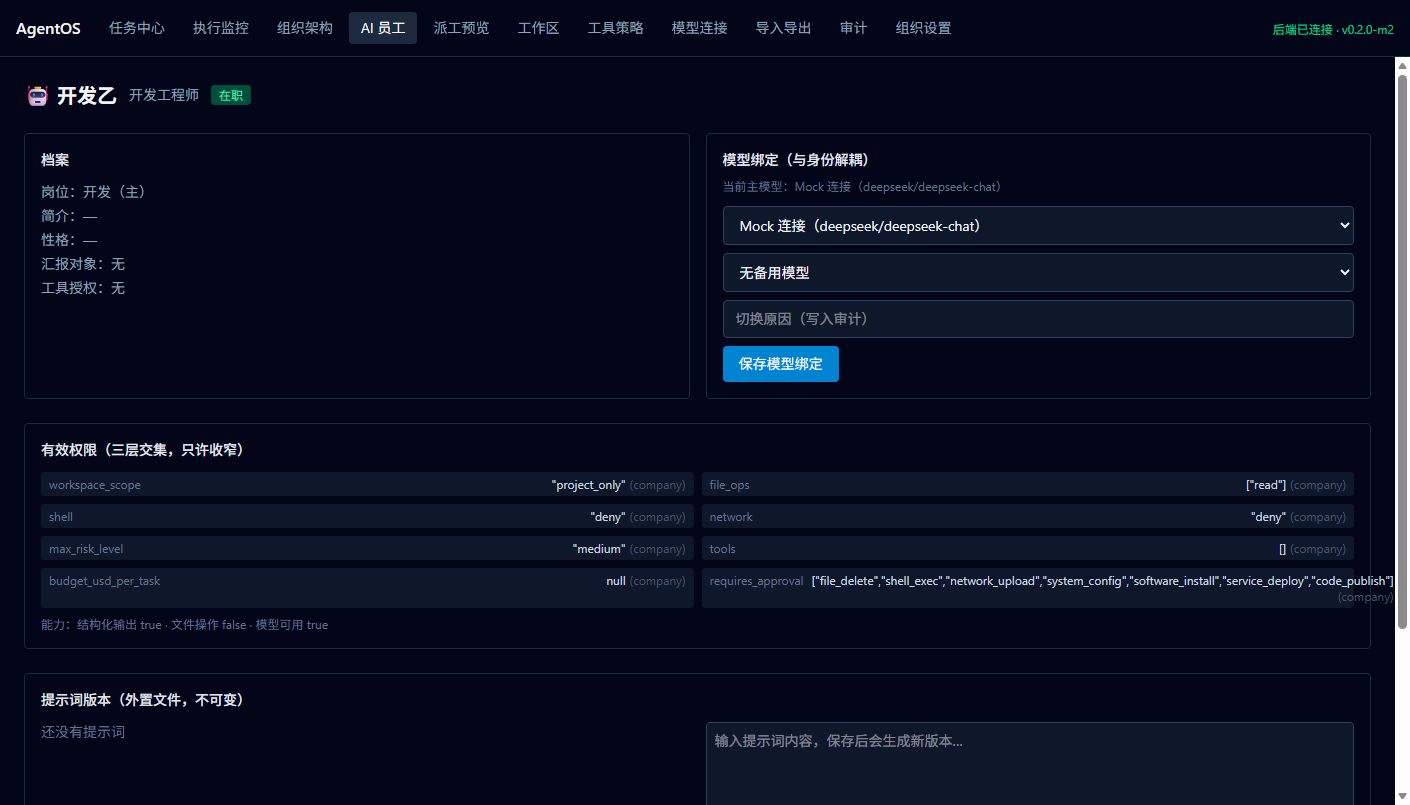 AgentOS 任务中心 执行监控 组织架构 AI 员工 派工预览 工作区 工具策略 模型连接 导入导出 审计 组织设置 后端已连接 · v0.2.0-m2
开发乙 开发工程师 在职
档案
岗位：开发（主）
简介：—
性格：—
汇报对象：无
工具授权：无
模型绑定（与身份解耦）
当前主模型：Mock 连接（deepseek/deepseek-chat）
Mock 连接（deepseek/deepseek-chat）
无备用模型
切换原因（写入审计）
保存模型绑定
有效权限（三层交集，只许收窄）
workspace_scope "project_only" (company)
file_ops ["read"] (company)
shell "deny" (company)
network "deny" (company)
max_risk_level "medium" (company)
tools [] (company)
budget_usd_per_task null (company)
requires_approval ["file_delete","shell_exec","network_upload","system_config","software_install","service_deploy","code_publish"]
(company)
能力：结构化输出 true · 文件操作 false · 模型可用 true
提示词版本（外置文件，不可变）
还没有提示词
输入提示词内容，保存后会生成新版本...